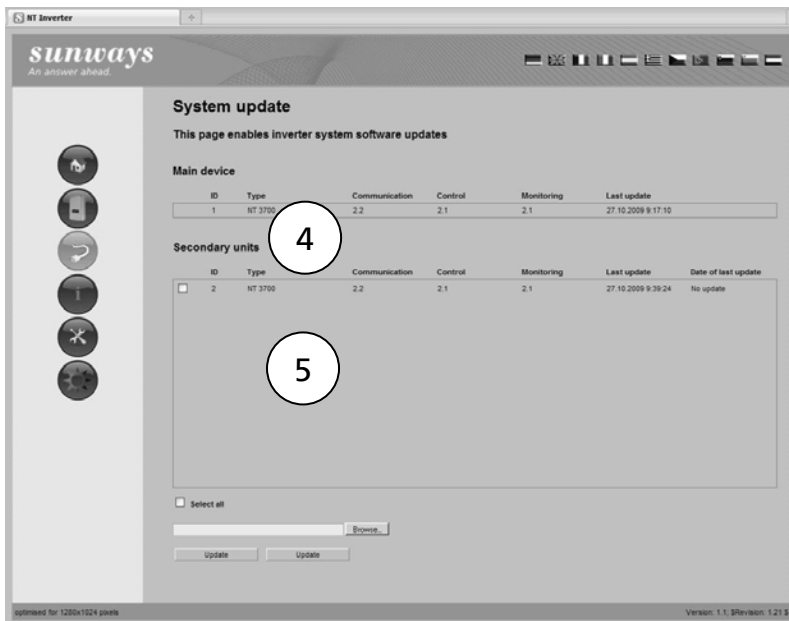 NT Inverter
sunways
An answer ahead.
System update
This page enables inverter system software updates
Main device
ID Type Communication Control Monitoring Last update
1 NT 3700 2.2 2.1 2.1 27.10.2009 9:17:10
4
Secondary units
ID Type Communication Control Monitoring Last update Date of last update
2 NT 3700 2.2 2.1 2.1 27.10.2009 9:39:24 No update
5
Select all
Browse..
Update Update
optimised for 1280x1024 pixels Version: 1.1; $Revision: 1.21 $